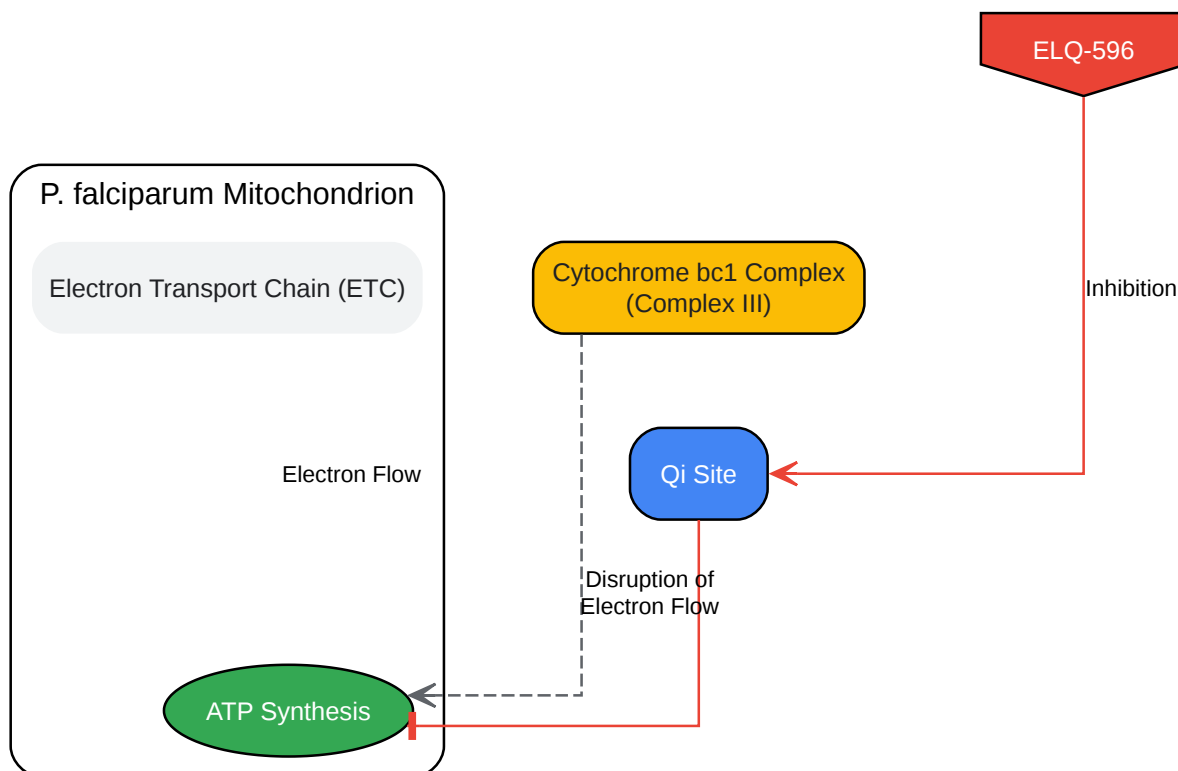 ELQ-596
P. falciparum Mitochondrion
Electron Transport Chain (ETC)
Cytochrome bc1 Complex
(Complex III)
Inhibition
Electron Flow
Qi Site
Disruption of
Electron Flow
ATP Synthesis